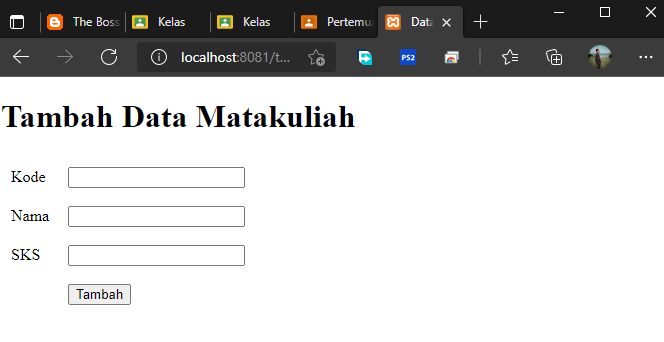 The Boss
Kelas
Kelas
Pertemu
Data
localhost:8081/t...
PS2
Tambah Data Matakuliah
Kode
Nama
SKS
Tambah